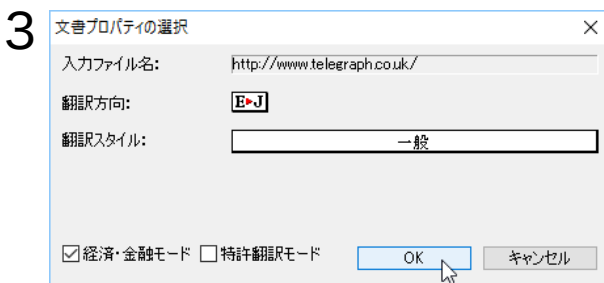 3
文書プロパティの選択
入力ファイル名: http://www.telegraph.co.uk/
翻訳方向: E▸J
翻訳スタイル: 一般
経済・金融モード 特許翻訳モード OK キャンセル